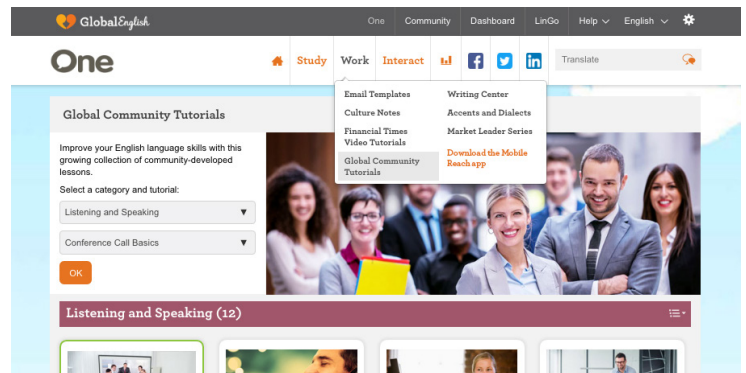 GlobalEnglish
One Community Dashboard LinGo Help English
One
Study Work Interact
Translate
Email Templates
Culture Notes
Financial Times
Video Tutorials
Global Community
Tutorials
Writing Center
Accents and Dialects
Market Leader Series
Download the Mobile
Reach app
Global Community Tutorials
Improve your English language skills with this
growing collection of community-developed
lessons.
Select a category and tutorial:
Listening and Speaking
Conference Call Basics
OK
Listening and Speaking (12)